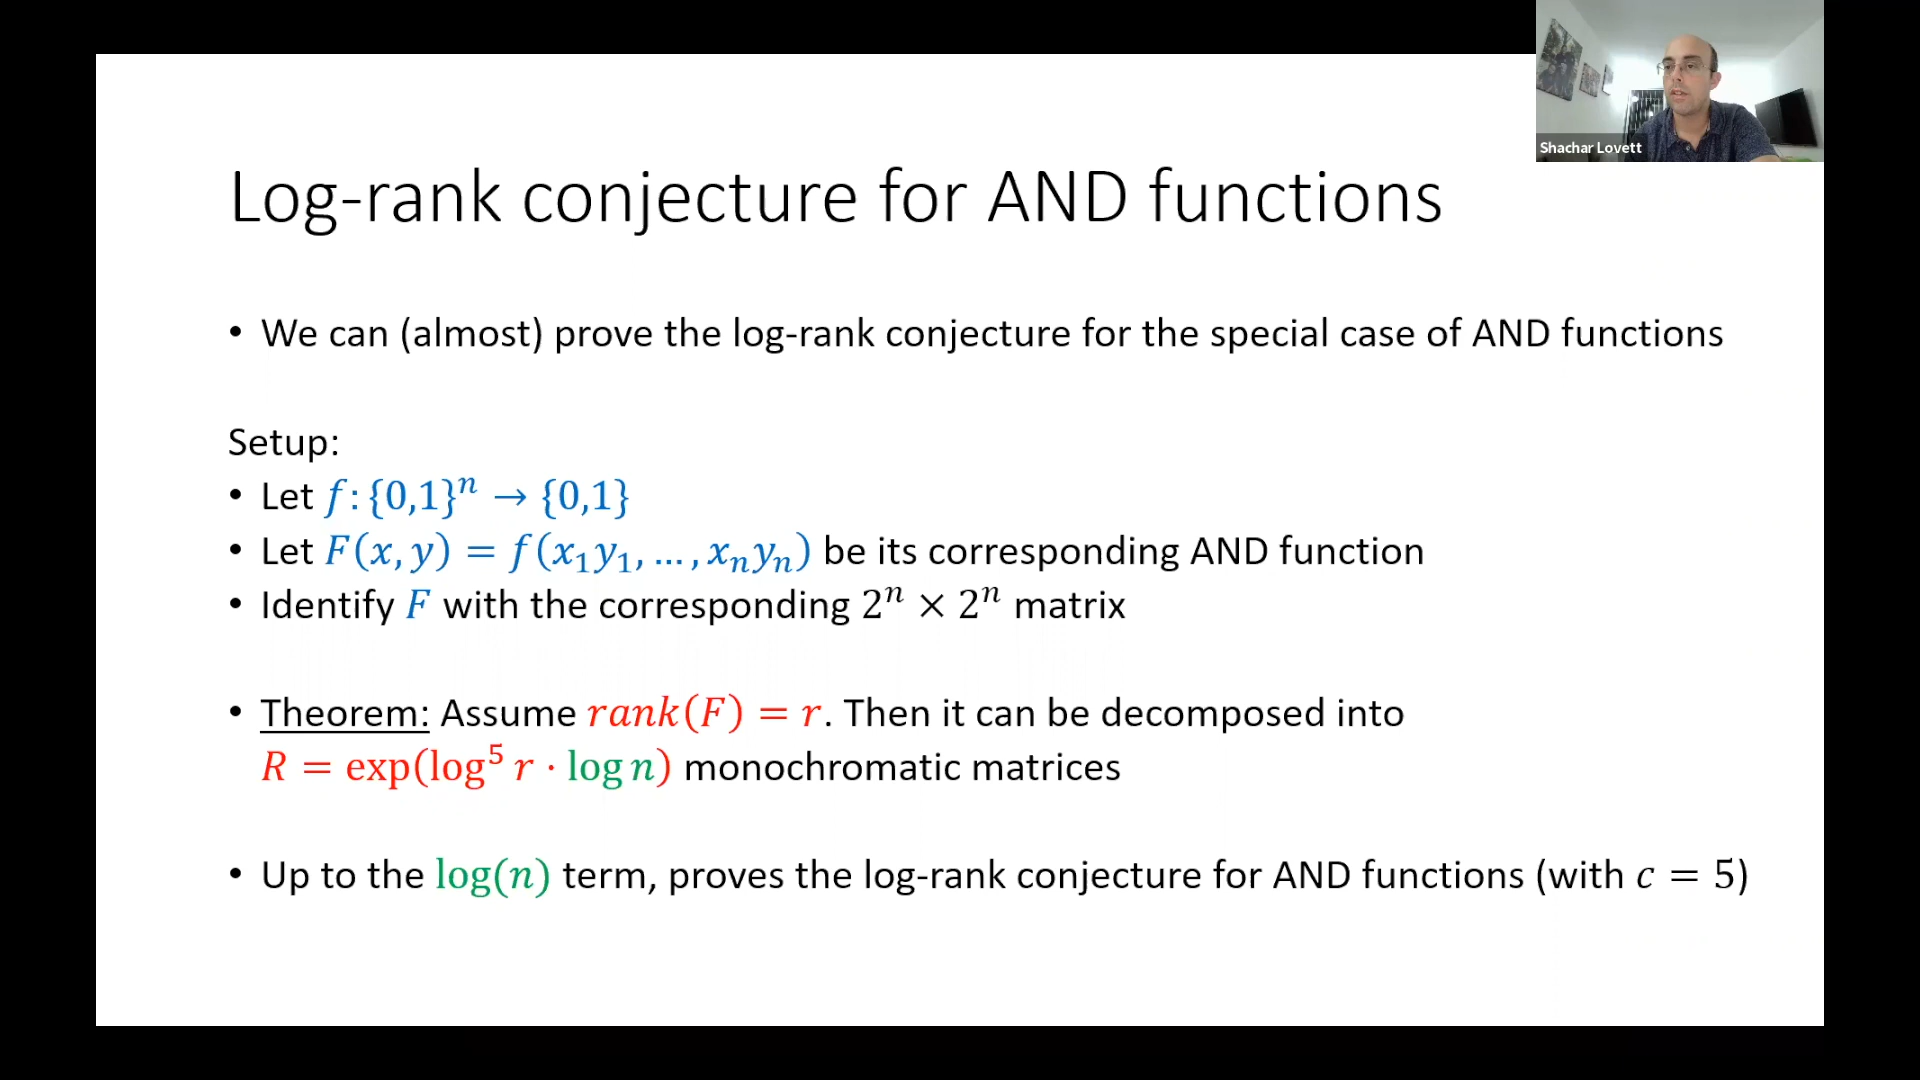 Shachar Lovett
Log-rank conjecture for AND functions
• We can (almost) prove the log-rank conjecture for the special case of AND functions
Setup:
• Let f: {0,1}ⁿ → {0,1}
• Let F(x, y) = f(x₁y₁, … , xₙyₙ) be its corresponding AND function
• Identify F with the corresponding 2ⁿ × 2ⁿ matrix
• Theorem: Assume rank(F) = r. Then it can be decomposed into
R = exp(log⁵ r · log n) monochromatic matrices
• Up to the log(n) term, proves the log-rank conjecture for AND functions (with c = 5)